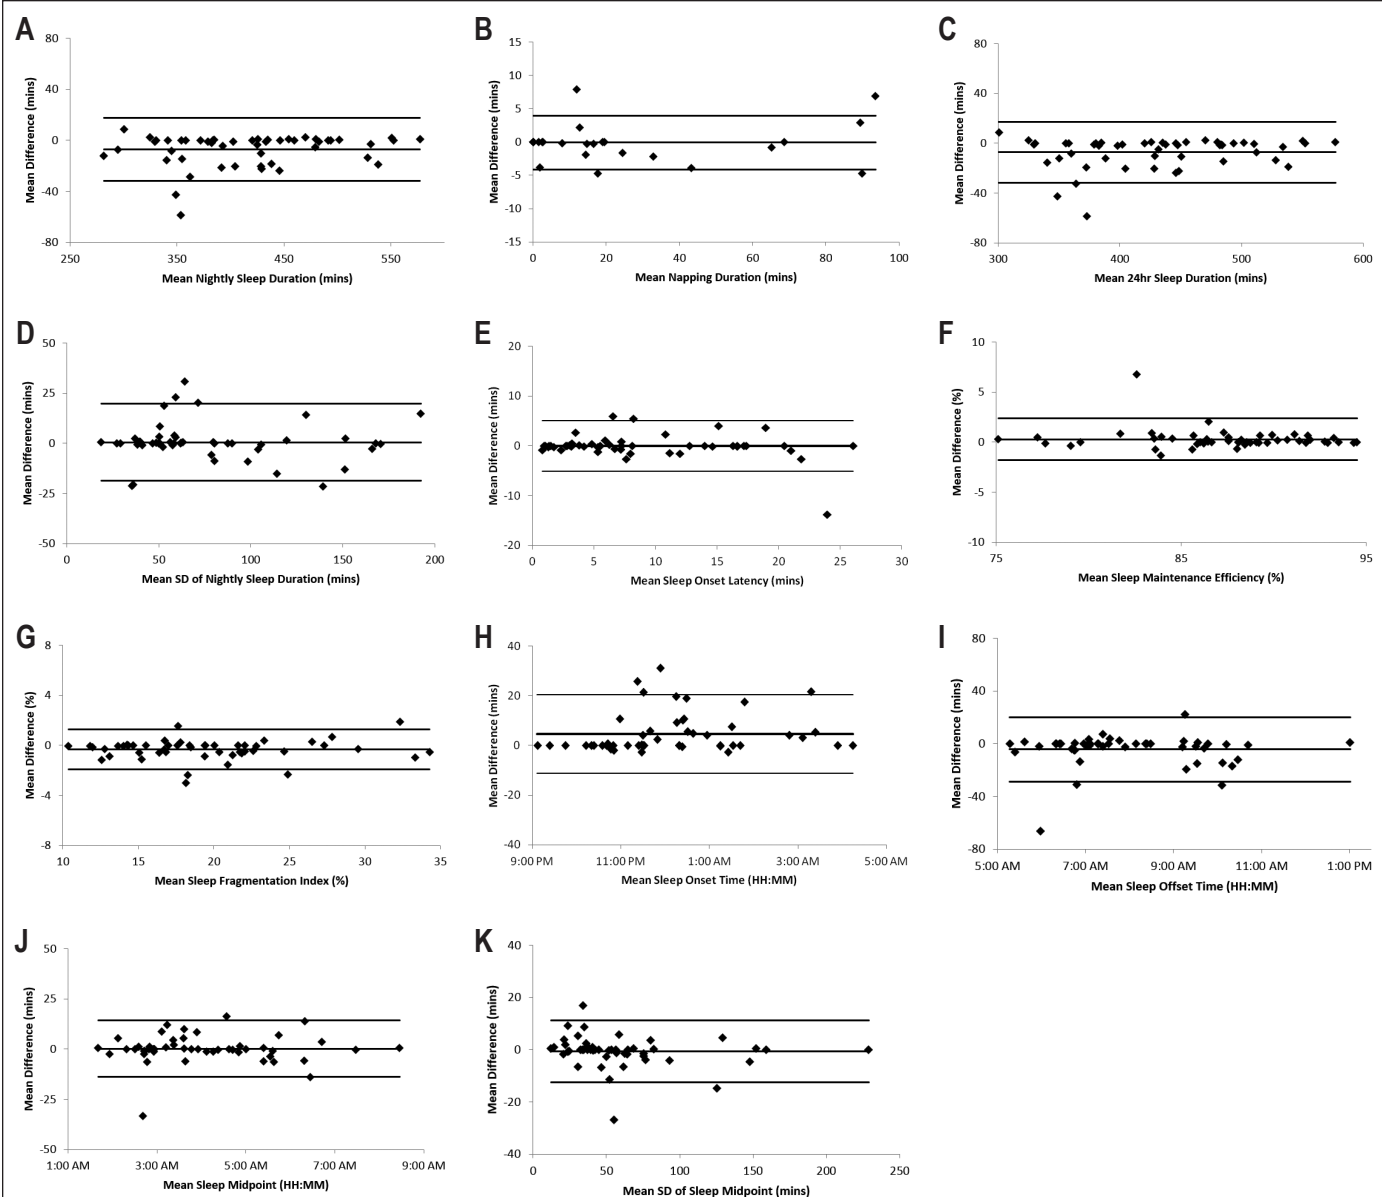 A
80
40
0
-40
-80
250
350
450
550
Mean Difference (mins)
Mean Nightly Sleep Duration (mins)
B
15
10
5
0
-5
-10
-15
0
20
40
60
80
100
Mean Difference (mins)
Mean Napping Duration (mins)
C
80
40
0
-40
-80
300
400
500
600
Mean Difference (mins)
Mean 24hr Sleep Duration (mins)
D
50
25
0
-25
-50
0
50
100
150
200
Mean Difference (mins)
Mean SD of Nightly Sleep Duration (mins)
E
20
10
0
-10
-20
0
5
10
15
20
25
30
Mean Difference (mins)
Mean Sleep Onset Latency (mins)
F
10
5
0
-5
-10
75
85
95
Mean Difference (%)
Mean Sleep Maintenance Efficiency (%)
G
8
4
0
-4
-8
10
15
20
25
30
35
Mean Difference (%)
Mean Sleep Fragmentation Index (%)
H
40
20
0
-20
-40
9:00 PM
11:00 PM
1:00 AM
3:00 AM
5:00 AM
Mean Difference (mins)
Mean Sleep Onset Time (HH:MM)
I
80
40
0
-40
-80
5:00 AM
7:00 AM
9:00 AM
11:00 AM
1:00 PM
Mean Difference (mins)
Mean Sleep Offset Time (HH:MM)
J
50
25
0
-25
-50
1:00 AM
3:00 AM
5:00 AM
7:00 AM
9:00 AM
Mean Difference (mins)
Mean Sleep Midpoint (HH:MM)
K
40
20
0
-20
-40
0
50
100
150
200
250
Mean Difference (mins)
Mean SD of Sleep Midpoint (mins)